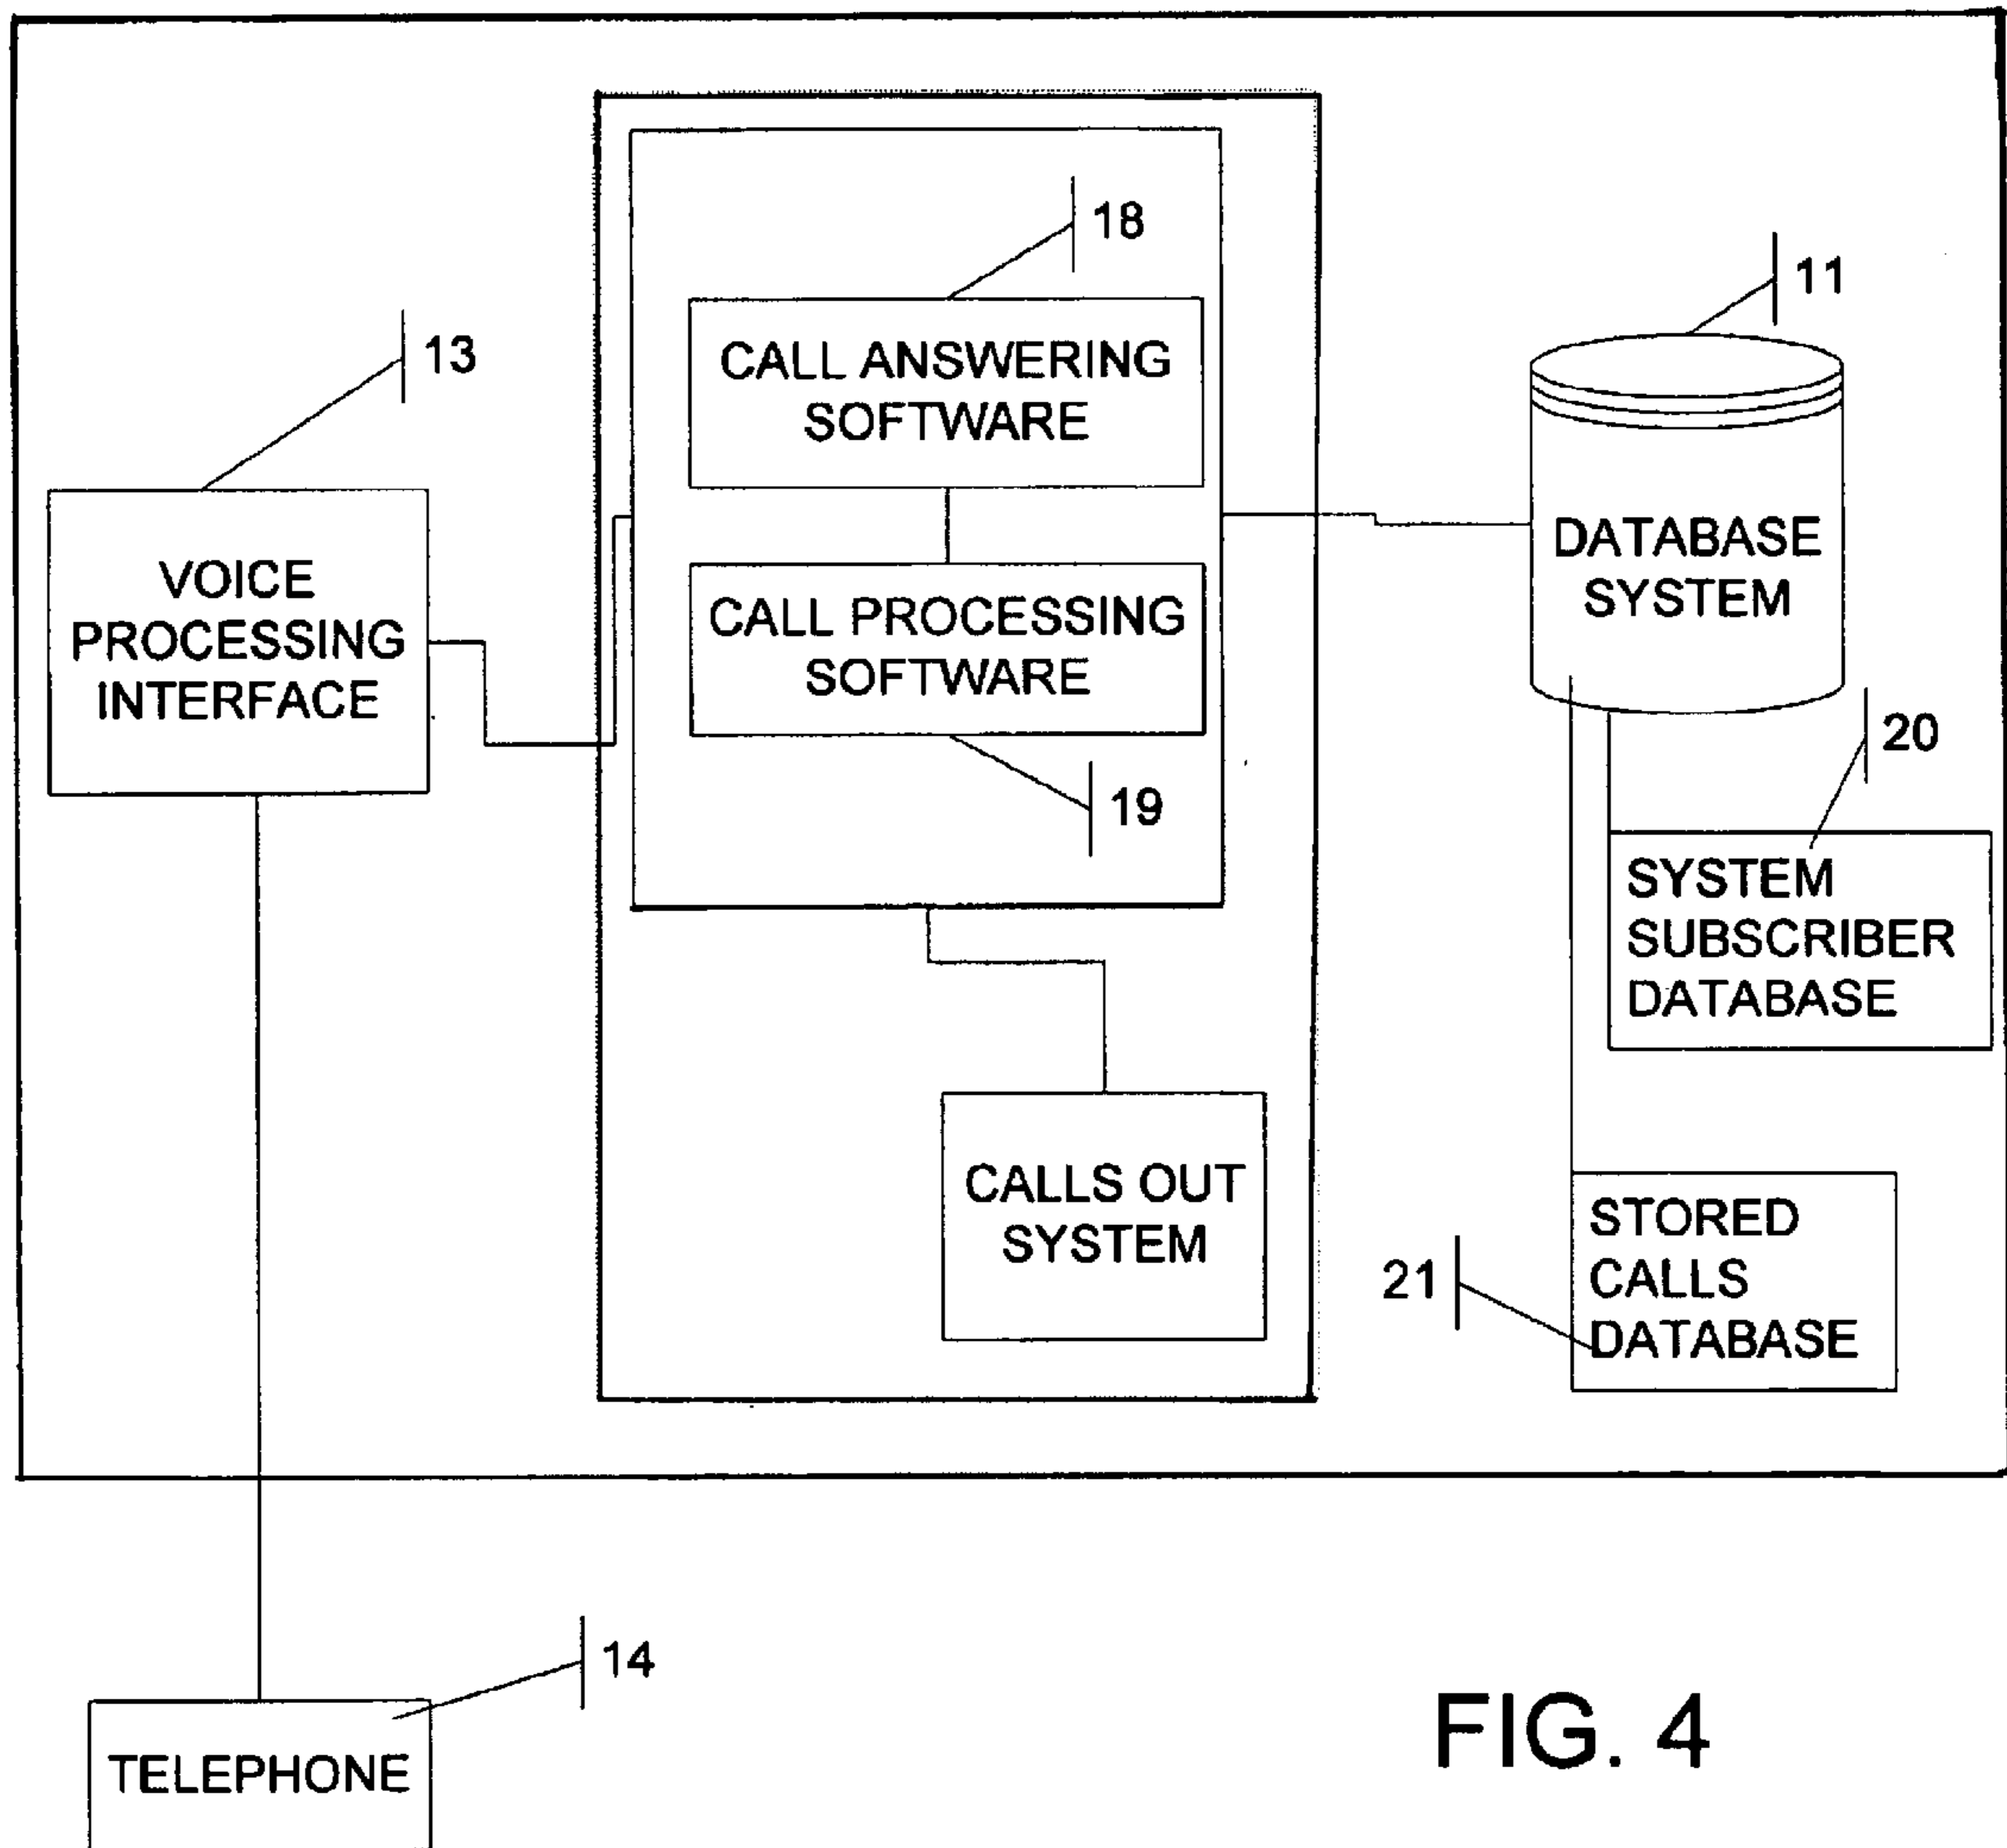 18
CALL ANSWERING
SOFTWARE
11
13
VOICE
PROCESSING
INTERFACE
CALL PROCESSING
SOFTWARE
19
DATABASE
SYSTEM
20
SYSTEM
SUBSCRIBER
DATABASE
CALLS OUT
SYSTEM
21
STORED
CALLS
DATABASE
14
TELEPHONE
FIG. 4